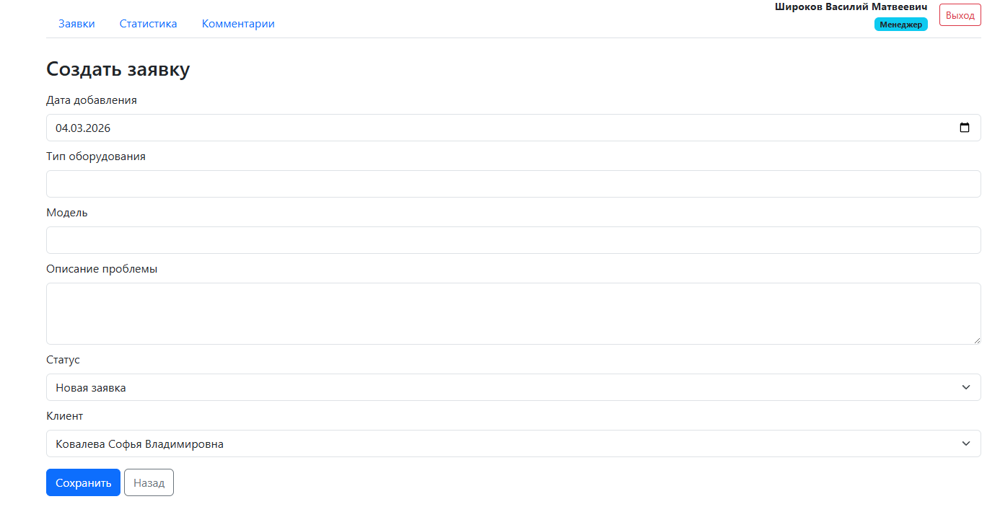 Широков Василий Матвеевич
Заявки Статистика Комментарии Менеджер Выход
Создать заявку
Дата добавления
04.03.2026
Тип оборудования
Модель
Описание проблемы
Статус
Новая заявка
Клиент
Ковалева Софья Владимировна
Сохранить Назад